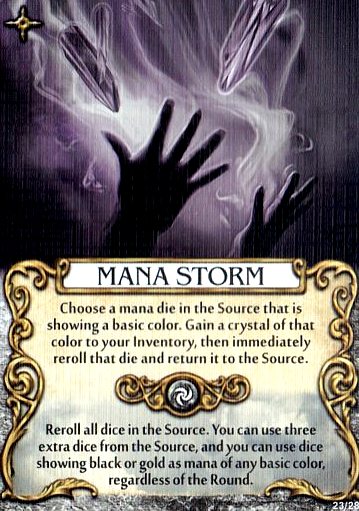 MANA STORM
Choose a mana die in the Source that is
showing a basic color. Gain a crystal of that
color to your Inventory, then immediately
reroll that die and return it to the Source.
Reroll all dice in the Source. You can use three
extra dice from the Source, and you can use dice
showing black or gold as mana of any basic color,
regardless of the Round.
23/28